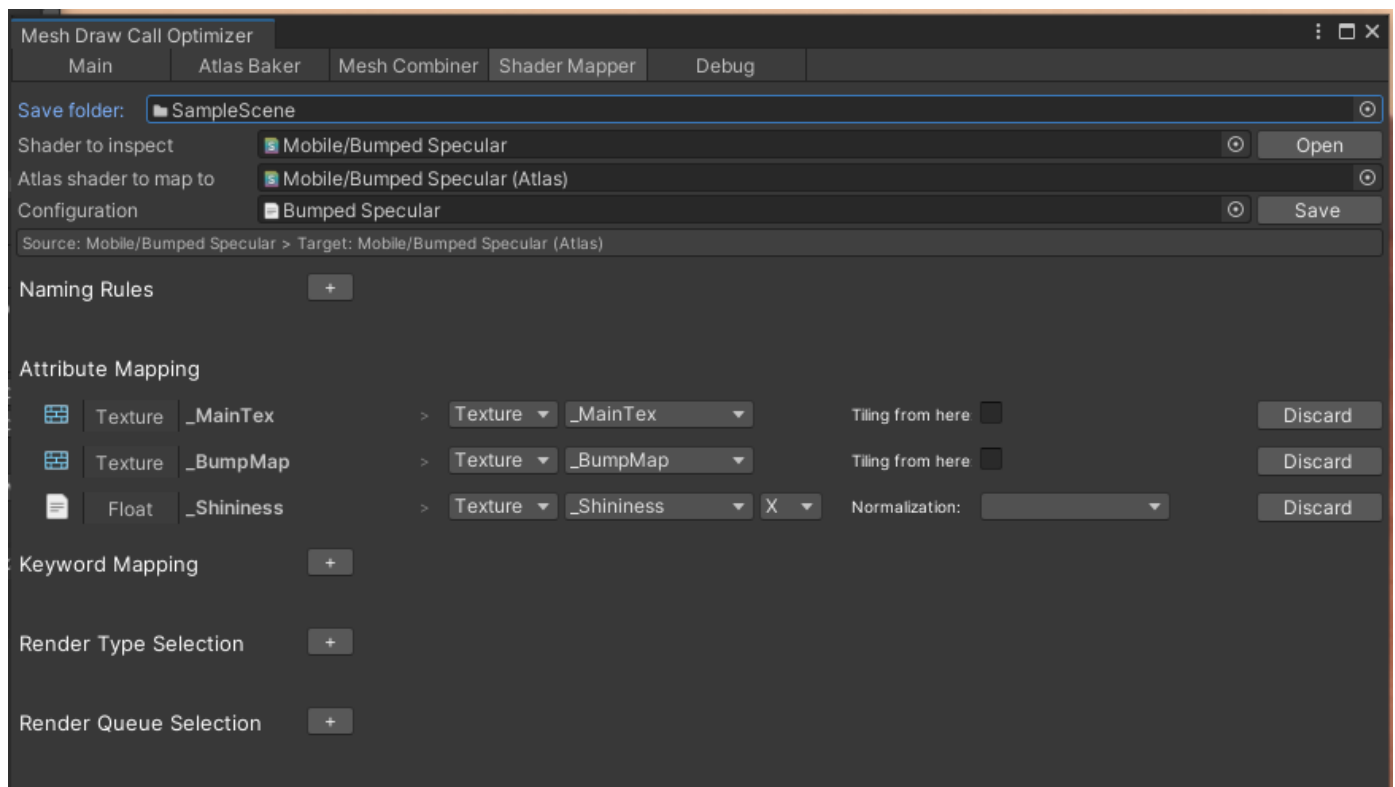 Mesh Draw Call Optimizer
Main Atlas Baker Mesh Combiner Shader Mapper Debug
Save folder: SampleScene
Shader to inspect Mobile/Bumped Specular Open
Atlas shader to map to Mobile/Bumped Specular (Atlas)
Configuration Bumped Specular Save
Source: Mobile/Bumped Specular > Target: Mobile/Bumped Specular (Atlas)
Naming Rules +
Attribute Mapping
Texture _MainTex > Texture _MainTex Tiling from here Discard
Texture _BumpMap > Texture _BumpMap Tiling from here Discard
Float _Shininess > Texture _Shininess X Normalization: Discard
Keyword Mapping +
Render Type Selection +
Render Queue Selection +